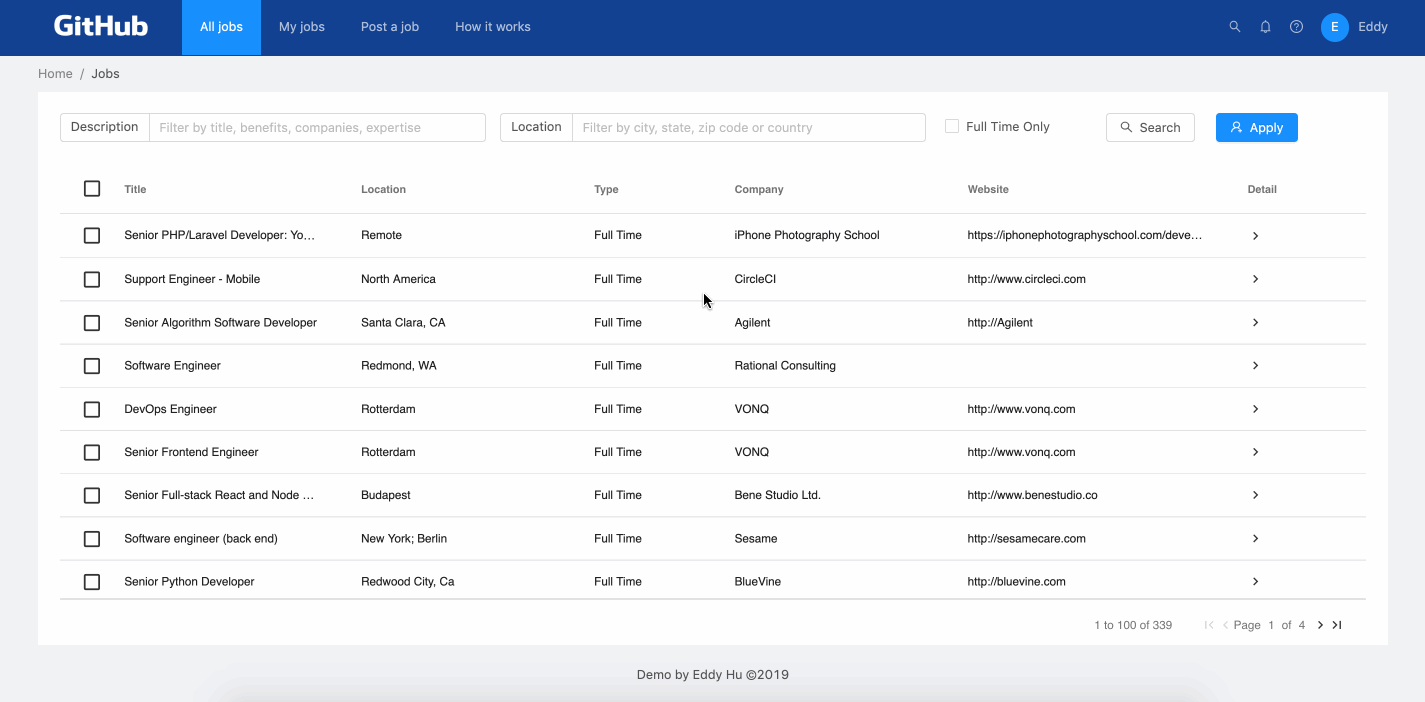 GitHub All jobs My jobs Post a job How it works E Eddy
Home / Jobs
Description Filter by title, benefits, companies, expertise Location Filter by city, state, zip code or country Full Time Only Search Apply
Title Location Type Company Website Detail
Senior PHP/Laravel Developer: Yo... Remote Full Time iPhone Photography School https://iphonephotographyschool.com/deve...
Support Engineer - Mobile North America Full Time CircleCI http://www.circleci.com
Senior Algorithm Software Developer Santa Clara, CA Full Time Agilent http://Agilent
Software Engineer Redmond, WA Full Time Rational Consulting
DevOps Engineer Rotterdam Full Time VONQ http://www.vonq.com
Senior Frontend Engineer Rotterdam Full Time VONQ http://www.vonq.com
Senior Full-stack React and Node ... Budapest Full Time Bene Studio Ltd. http://www.benestudio.co
Software engineer (back end) New York; Berlin Full Time Sesame http://sesamecare.com
Senior Python Developer Redwood City, Ca Full Time BlueVine http://bluevine.com
1 to 100 of 339 Page 1 of 4
Demo by Eddy Hu ©2019